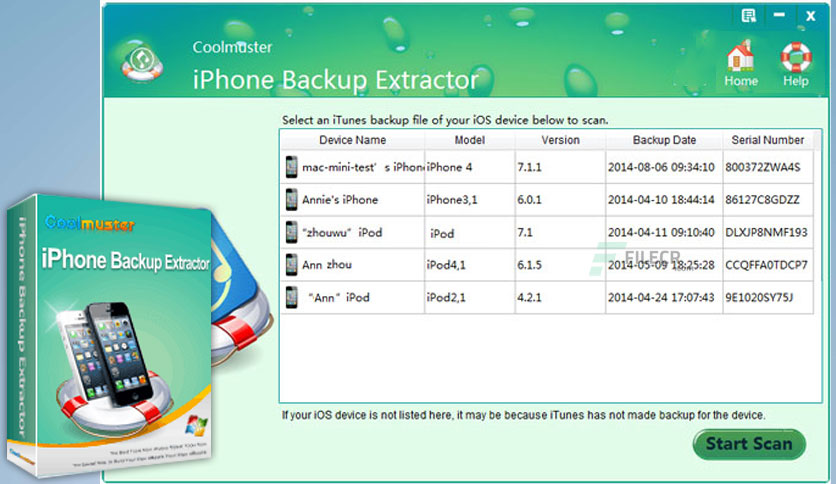 Coolmuster
iPhone Backup Extractor
Home
Help
Select an iTunes backup file of your iOS device below to scan.
Device Name Model Version Backup Date Serial Number
mac-mini-test's iPhone iPhone 4 7.1.1 2014-08-06 09:34:10 800372ZWA4S
Annie's iPhone iPhone3,1 6.0.1 2014-04-10 18:44:14 86127C8GDZZ
"zhouwu" iPod iPod 7.1 2014-04-11 09:10:40 DLXJP8NMF193
Ann zhou iPod4,1 6.1.5 2014-05-09 18:25:28 CCQFFA0TDCP7
"Ann" iPod iPod2,1 4.2.1 2014-04-24 17:07:43 9E1020SY75J
FILECR
If your iOS device is not listed here, it may be because iTunes has not made backup for the device.
Start Scan
Coolmuster
iPhone Backup Extractor
iPhone Backup Extractor
Coolmuster